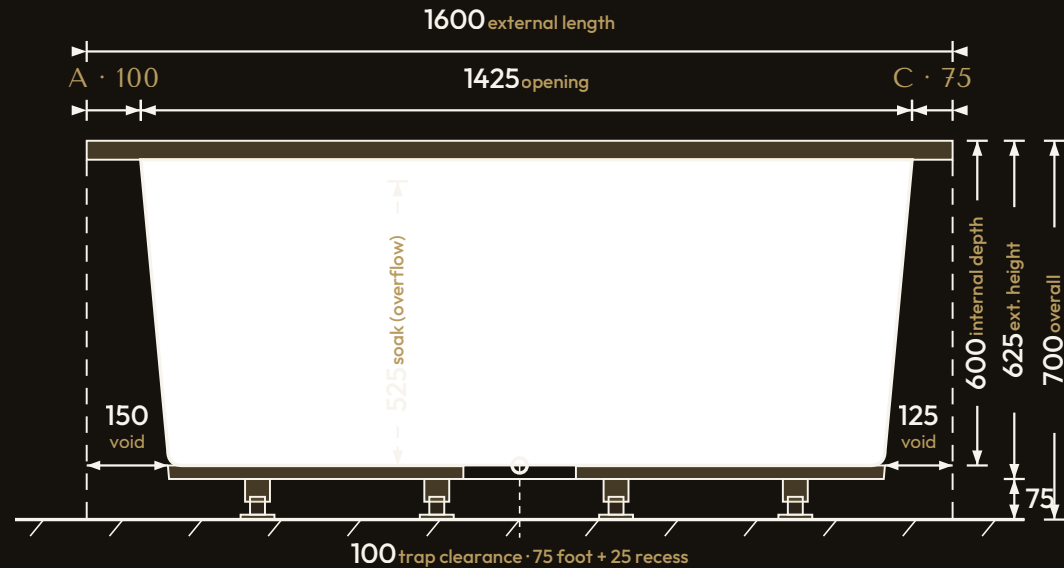 1600 external length
A · 100
1425 opening
C · 75
525 soak (overflow)
600 internal depth
625 ext. height
700 overall
150
void
125
void
75
100 trap clearance · 75 foot + 25 recess